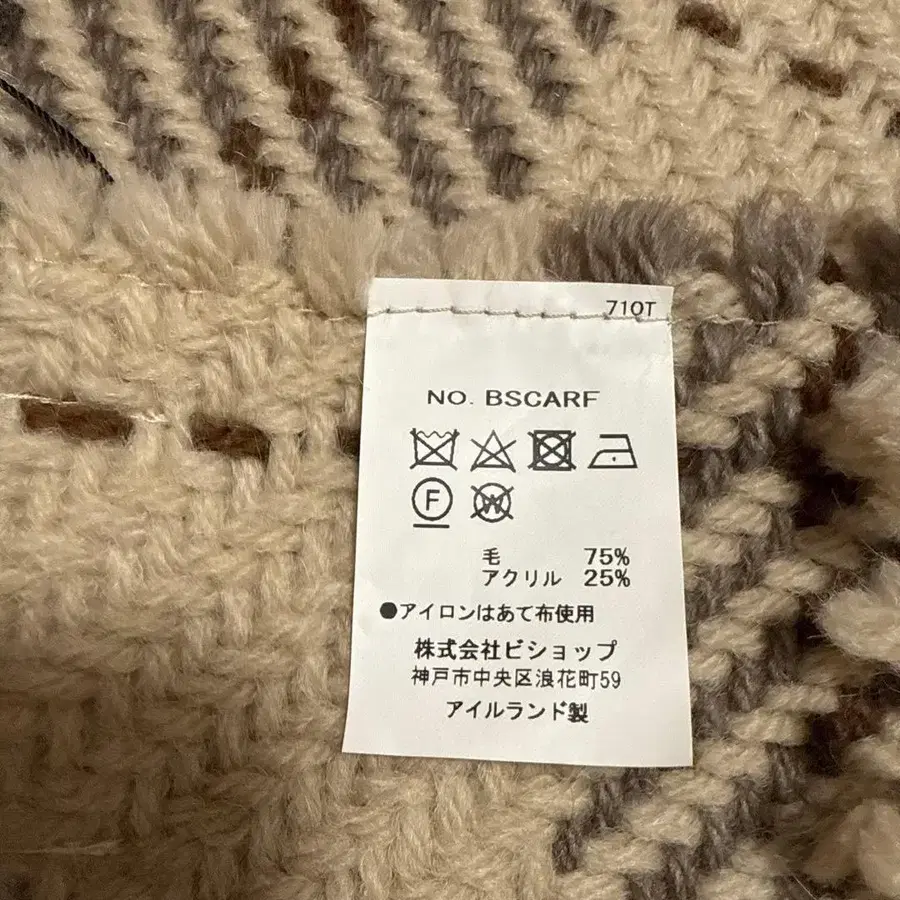 710T
NO. BSCARF
F
W
毛 75%
アクリル 25%
●アイロンはあて布使用
株式会社ビショップ
神戸市中央区浪花町59
アイルランド製